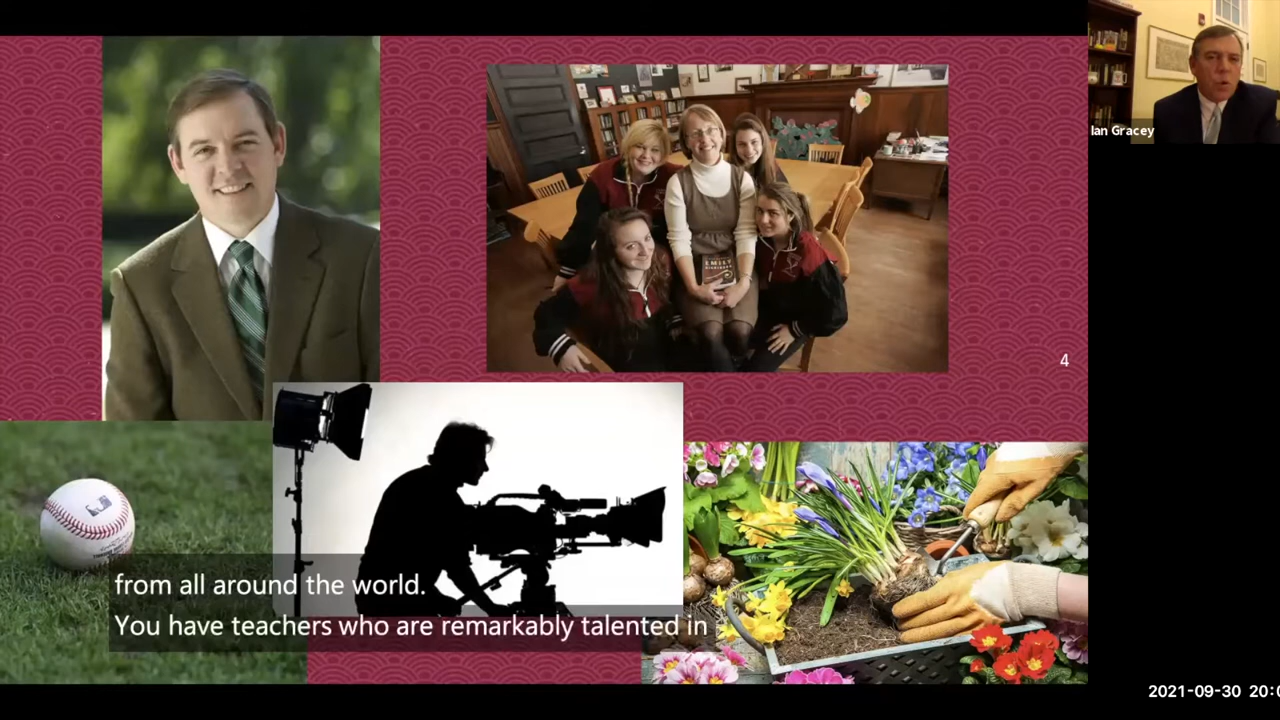 Ian Gracey
EMILY
4
from all around the world.
You have teachers who are remarkably talented in
2021-09-30 20:0